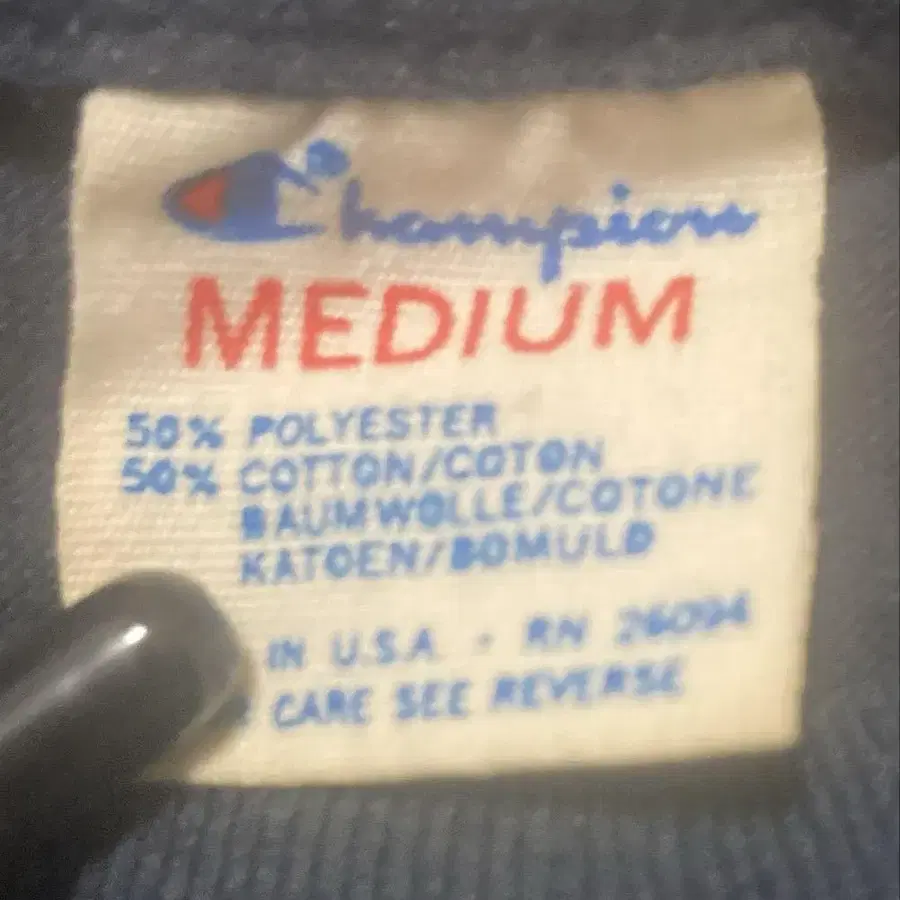 Champion
MEDIUM
50% POLYESTER
50% COTTON/COTON
BAUMWOLLE/COTONE
KATOEN/BOMULD
IN U.S.A. - RN 26094
CARE SEE REVERSE